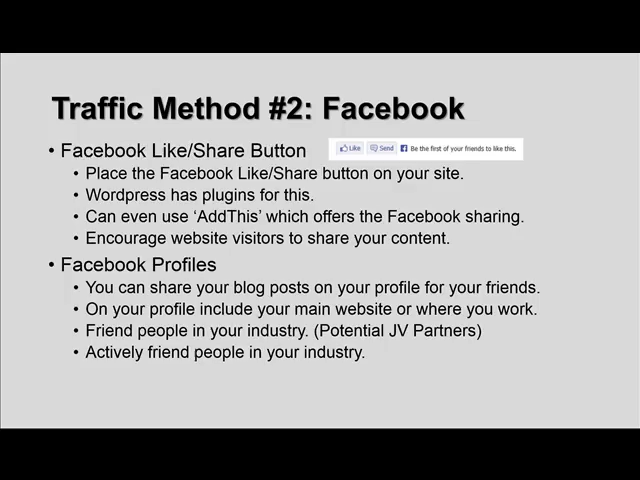 Traffic Method #2: Facebook
• Facebook Like/Share Button
Like Send Be the first of your friends to like this.
• Place the Facebook Like/Share button on your site.
• Wordpress has plugins for this.
• Can even use ‘AddThis’ which offers the Facebook sharing.
• Encourage website visitors to share your content.
• Facebook Profiles
• You can share your blog posts on your profile for your friends.
• On your profile include your main website or where you work.
• Friend people in your industry. (Potential JV Partners)
• Actively friend people in your industry.